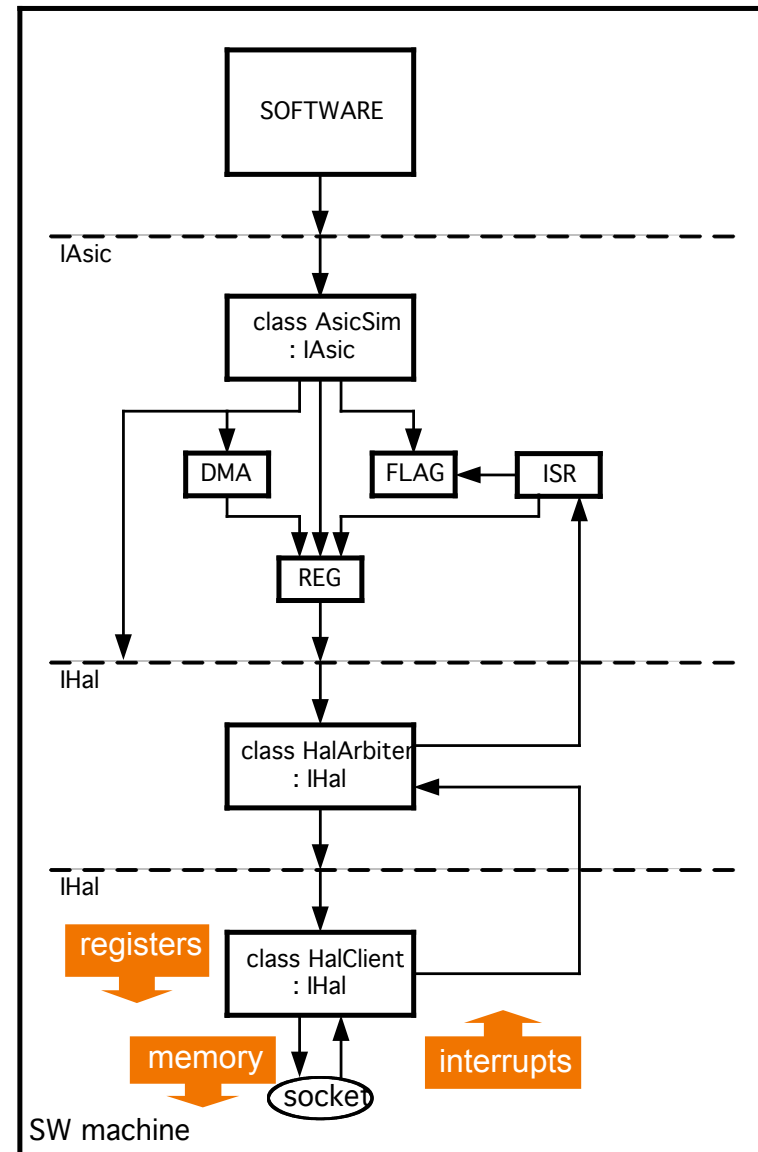 SOFTWARE
IAsic
class AsicSim
: IAsic
DMA
FLAG
ISR
REG
IHal
class HalArbiter
: IHal
IHal
registers
class HalClient
: IHal
memory
interrupts
socket
SW machine